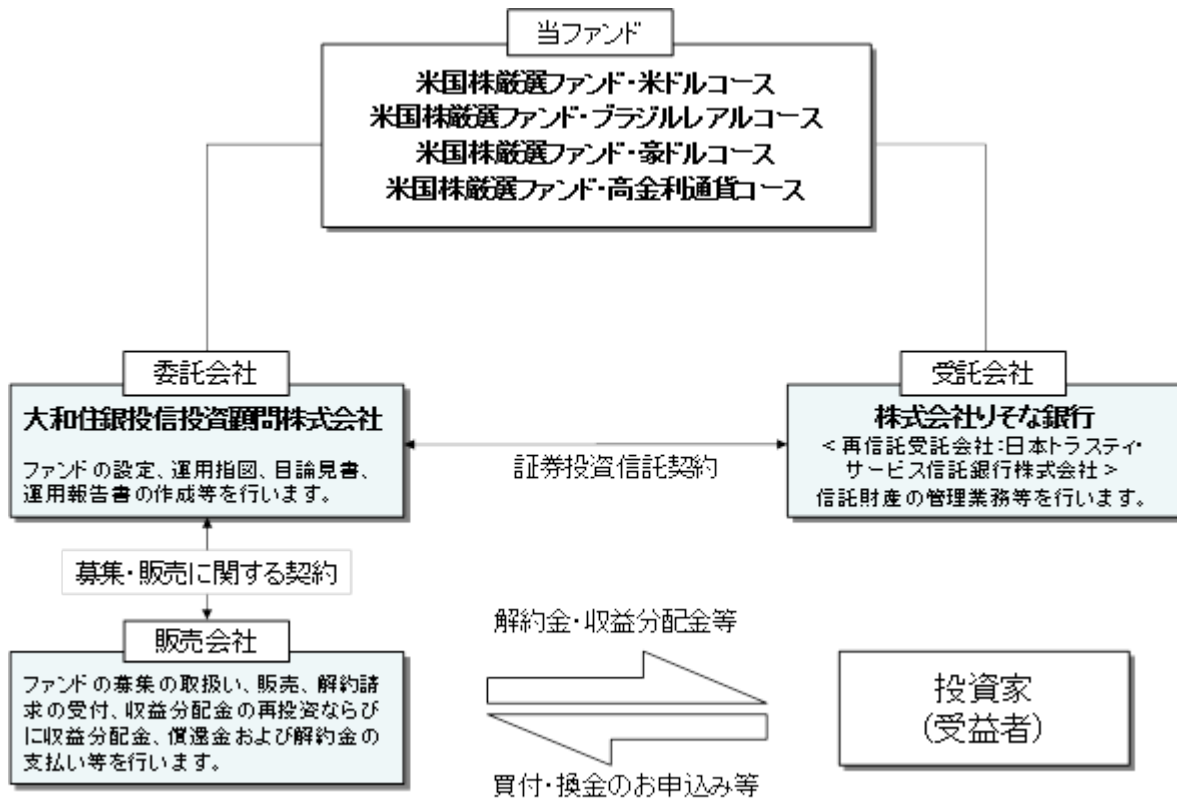 当ファンド
米国株厳選ファンド・米ドルコース
米国株厳選ファンド・ブラジルレアルコース
米国株厳選ファンド・豪ドルコース
米国株厳選ファンド・高金利通貨コース
委託会社
大和住銀投信投資顧問株式会社
ファンドの設定、運用指図、目論見書、
運用報告書の作成等を行います。
受託会社
株式会社りそな銀行
<再信託受託会社:日本トラスティ・
サービス信託銀行株式会社>
信託財産の管理業務等を行います。
証券投資信託契約
募集・販売に関する契約
販売会社
ファンドの募集の取扱い、販売、解約請
求の受付、収益分配金の再投資ならび
に収益分配金、償還金および解約金の
支払い等を行います。
解約金・収益分配金等
買付・換金のお申込み等
投資家
(受益者)